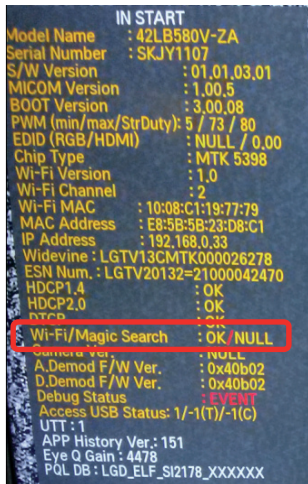 IN START
Model Name : 42LB580V-ZA
Serial Number : SKJY1107
S/W Version : 01.01.03.01
MICOM Version : 1.00.5
BOOT Version : 3.00.08
PWM (min/max/StrDuty): 5 / 73 / 80
EDID (RGB/HDMI) : NULL / 0.00
Chip Type : MTK 5398
Wi-Fi Version : 1.0
Wi-Fi Channel : 2
Wi-Fi MAC : 10:08:C1:19:77:79
MAC Address : E8:5B:5B:23:D8:C1
IP Address : 192.168.0.33
Widevine : LGTV13CMTK000026278
ESN Num. : LGTV20132=21000042470
HDCP1.4 : OK
HDCP2.0 : OK
DTCP : OK
Wi-Fi/Magic Search : OK/NULL
Camera Ver. : NULL
A.Demod F/W Ver. : 0x40b02
D.Demod F/W Ver. : 0x40b02
Debug Status : EVENT
Access USB Status: 1/-1(T)/-1(C)
UTT : 1
APP History Ver.: 151
Eye Q Gain : 4478
PQL DB : LGD_ELF_SI2178_XXXXXX